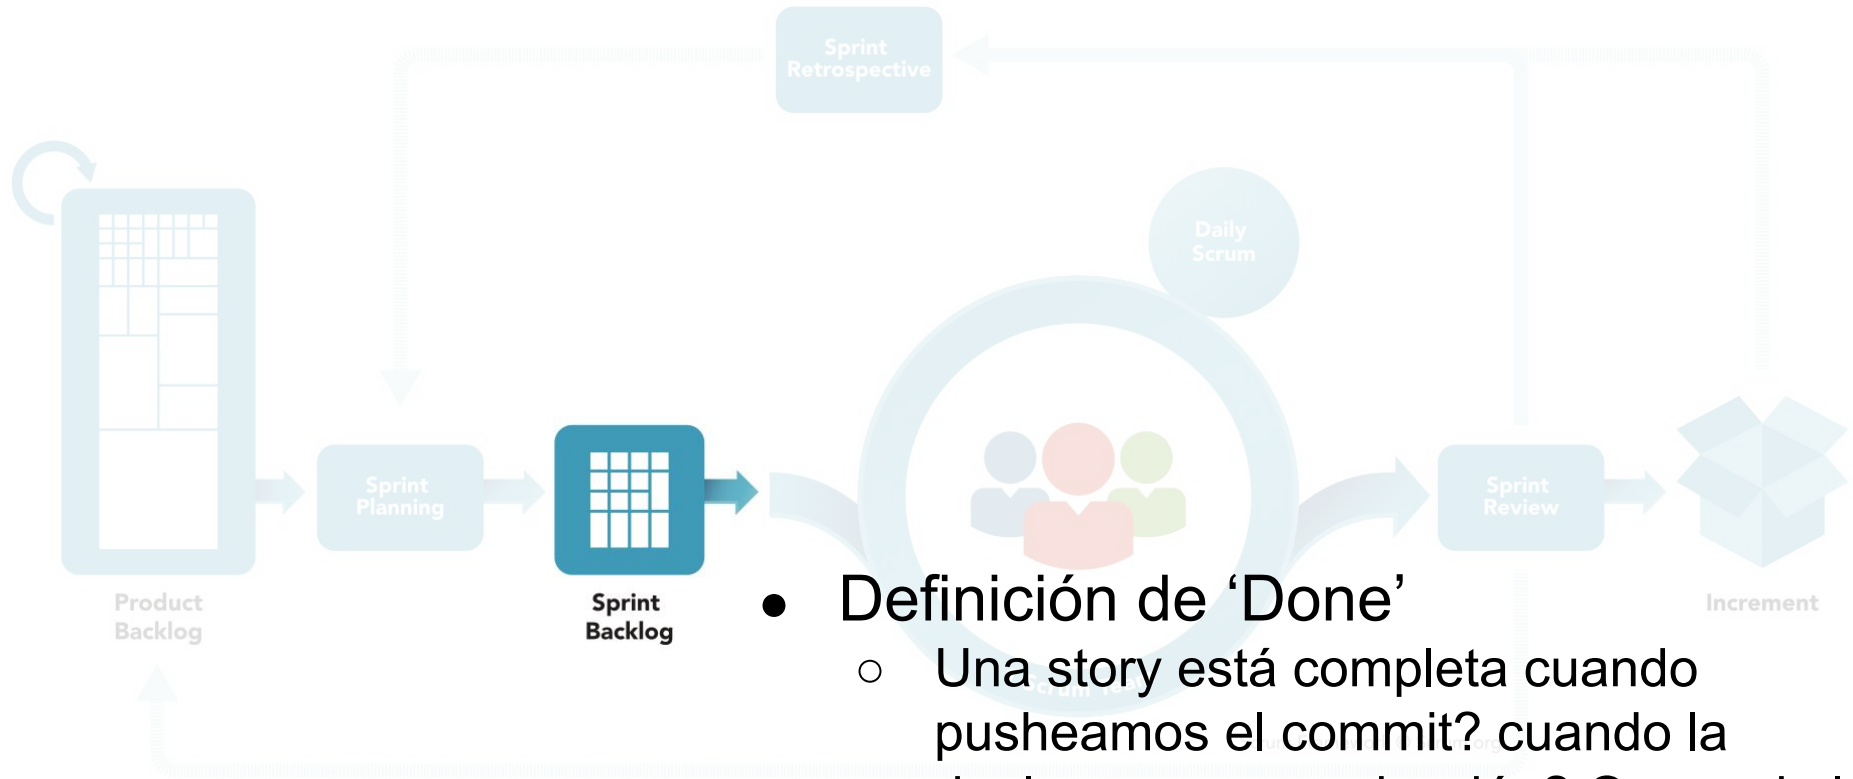 Sprint
Retrospective
Daily
Scrum
Sprint
Planning
Sprint
Review
Product
Backlog
Sprint
Backlog
Increment
● Definición de ‘Done’
○ Una story está completa cuando
pusheamos el commit? cuando la